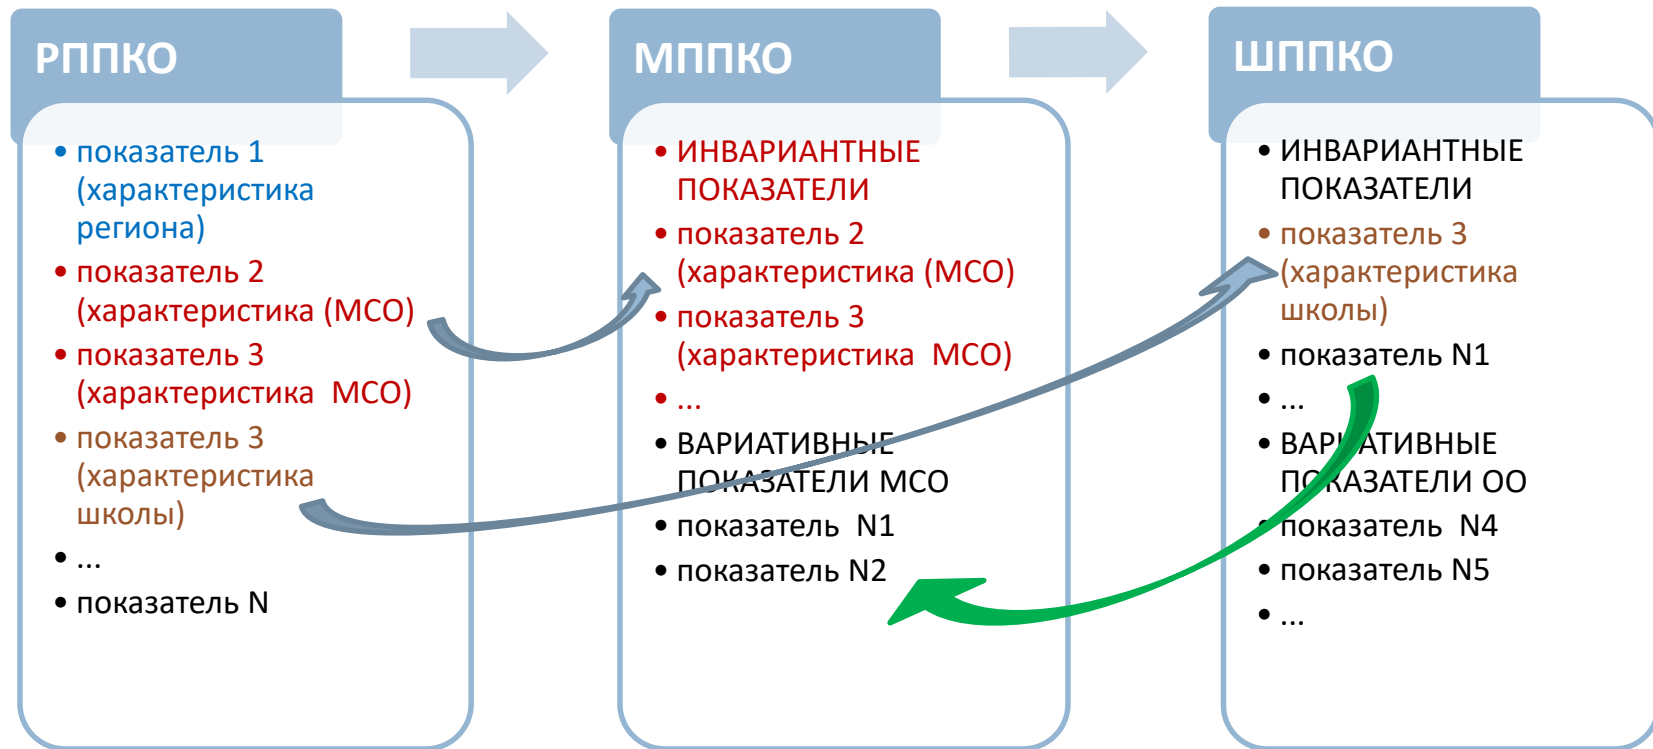 РППКО
• показатель 1
(характеристика
региона)
• показатель 2
(характеристика (МСО)
• показатель 3
(характеристика МСО)
• показатель 3
(характеристика
школы)
• ...
• показатель N
МППКО
• ИНВАРИАНТНЫЕ
ПОКАЗАТЕЛИ
• показатель 2
(характеристика (МСО)
• показатель 3
(характеристика МСО)
• ...
• ВАРИАТИВНЫЕ
ПОКАЗАТЕЛИ МСО
• показатель N1
• показатель N2
ШППКО
• ИНВАРИАНТНЫЕ
ПОКАЗАТЕЛИ
• показатель 3
(характеристика
школы)
• показатель N1
• ...
• ВАРИАТИВНЫЕ
ПОКАЗАТЕЛИ ОО
• показатель N4
• показатель N5
• ...